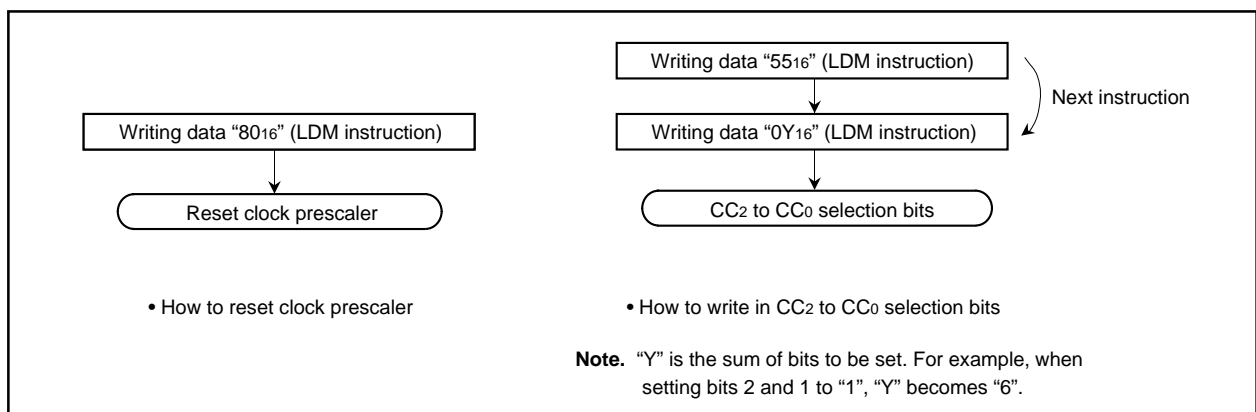 Writing data “80₁₆” (LDM instruction)
Reset clock prescaler
• How to reset clock prescaler
Writing data “55₁₆” (LDM instruction)
Next instruction
Writing data “0Y₁₆” (LDM instruction)
CC₂ to CC₀ selection bits
• How to write in CC₂ to CC₀ selection bits
Note. “Y” is the sum of bits to be set. For example, when
setting bits 2 and 1 to “1”, “Y” becomes “6”.